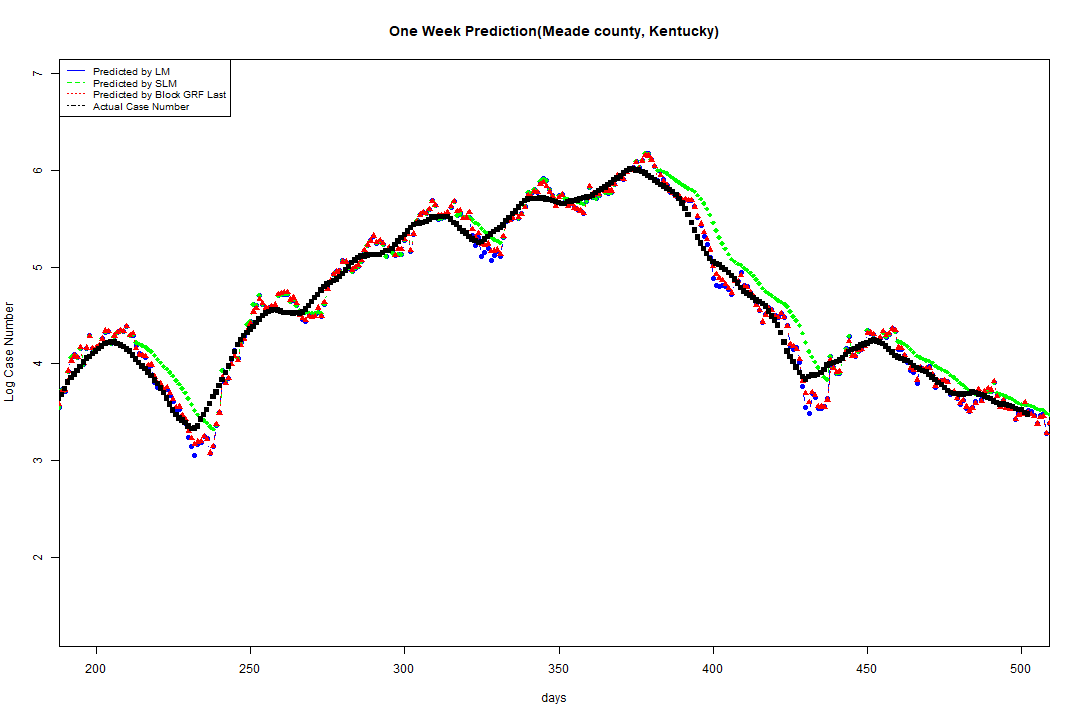 One Week Prediction(Meade county, Kentucky)
7
Predicted by LM
Predicted by SLM
Predicted by Block GRF Last
Actual Case Number
6
5
4
3
2
Log Case Number
200 250 300 350 400 450 500
days